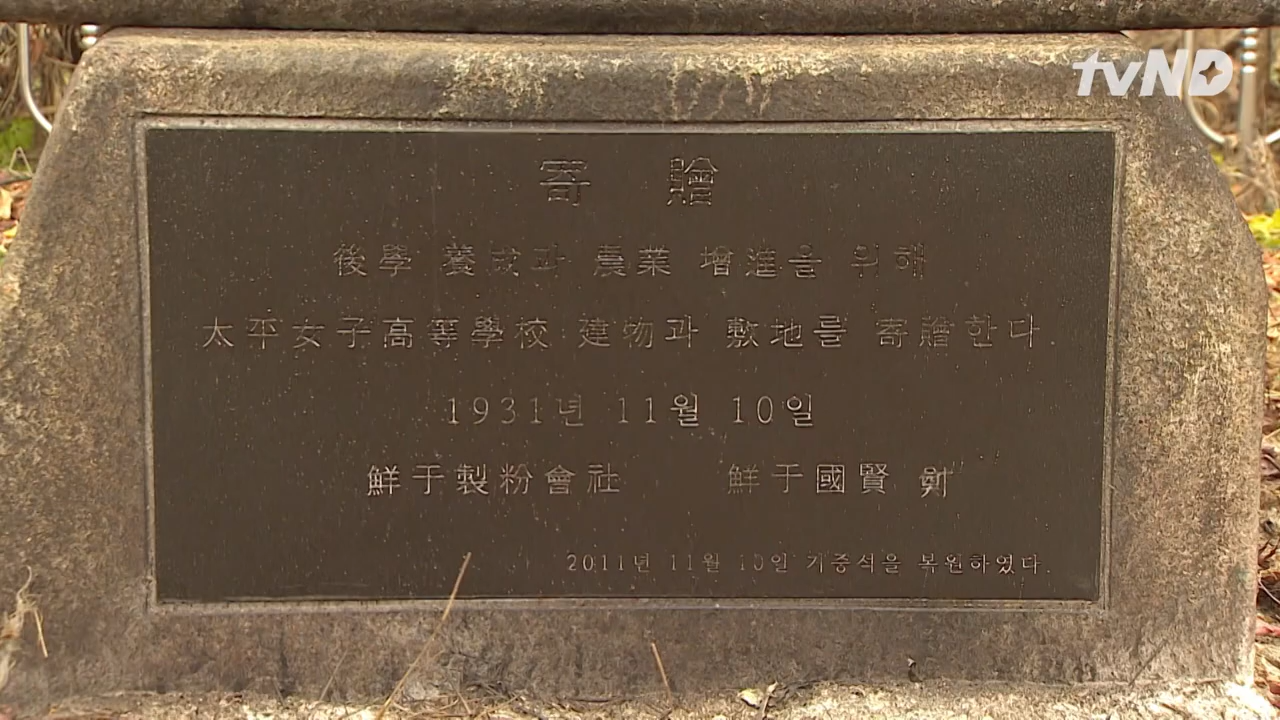 tvND
寄 贈
後學 養成과 農業 增進을 위해
太平女子高等學校 建物과 敷地를 寄贈한다.
1931년 11월 10일
鮮于製粉會社 鮮于國賢
2011년 11월 10일 기증석을 복원하였다.